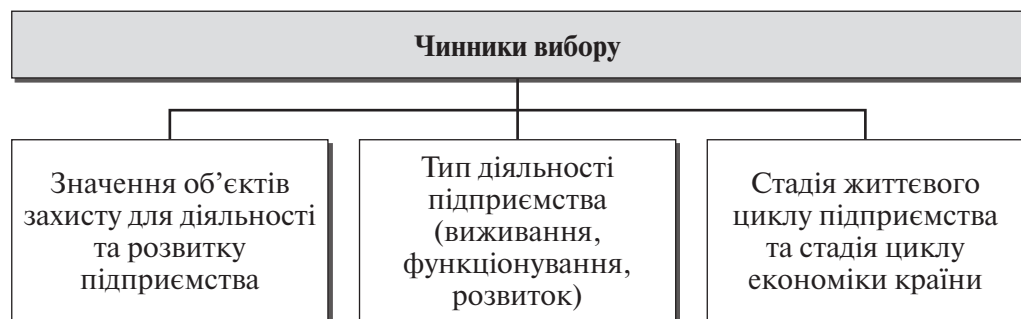 Чинники вибору
Значення об’єктів
захисту для діяльності
та розвитку
підприємства
Тип діяльності
підприємства
(виживання,
функціонування,
розвиток)
Стадія життєвого
циклу підприємства
та стадія циклу
економіки країни